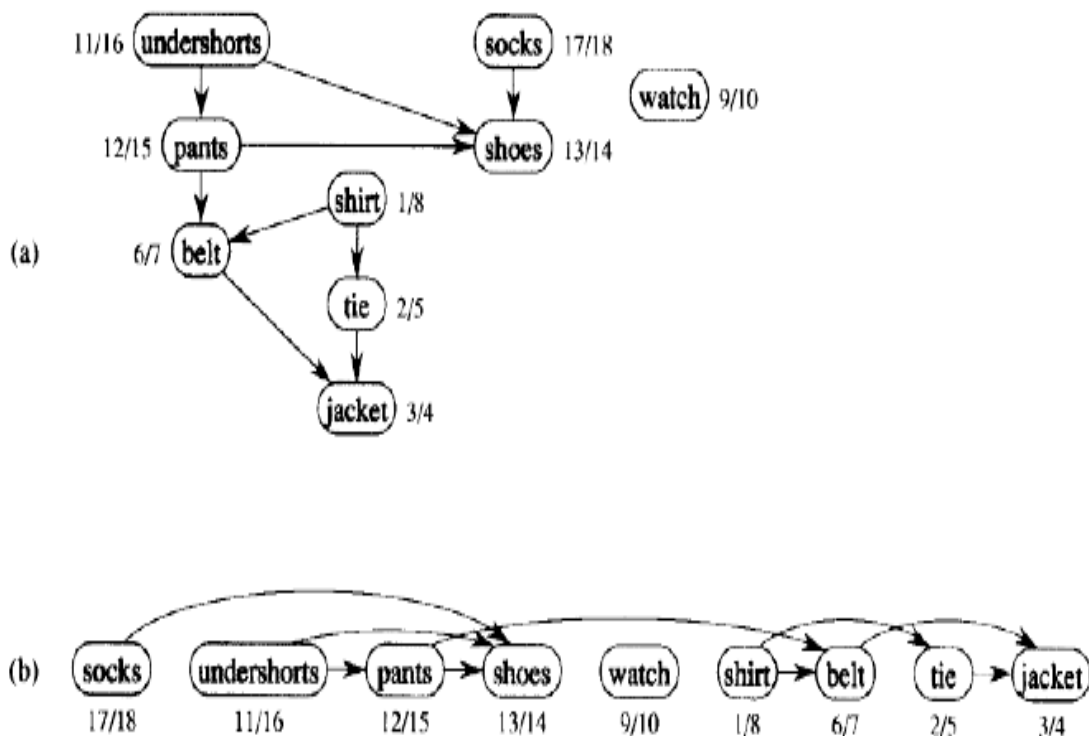 11/16 undershorts socks 17/18
watch 9/10
12/15 pants shoes 13/14
shirt 1/8
(a) 6/7 belt
tie 2/5
jacket 3/4
(b) socks undershorts pants shoes watch shirt belt tie jacket
17/18 11/16 12/15 13/14 9/10 1/8 6/7 2/5 3/4